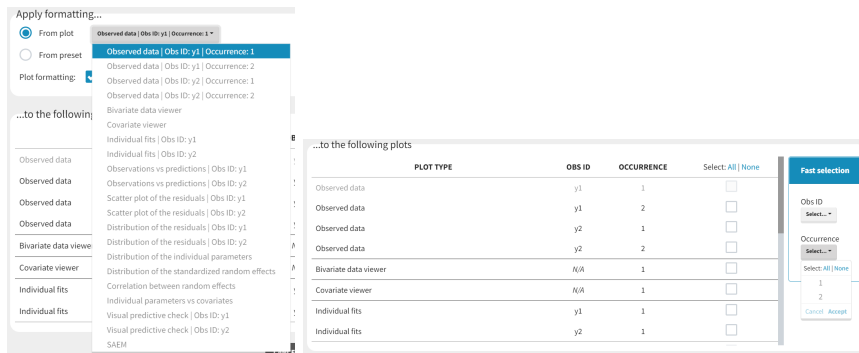 Apply formatting...
From plot
Observed data | Obs ID: y1 | Occurrence: 1
From preset
Plot formatting:
Observed data | Obs ID: y1 | Occurrence: 1
Observed data | Obs ID: y1 | Occurrence: 2
Observed data | Obs ID: y2 | Occurrence: 1
Observed data | Obs ID: y2 | Occurrence: 2
Bivariate data viewer
Covariate viewer
Individual fits | Obs ID: y1
Individual fits | Obs ID: y2
Observations vs predictions | Obs ID: y1
Observations vs predictions | Obs ID: y2
Scatter plot of the residuals | Obs ID: y1
Scatter plot of the residuals | Obs ID: y2
Distribution of the residuals | Obs ID: y1
Distribution of the residuals | Obs ID: y2
Distribution of the individual parameters
Distribution of the standardized random effects
Correlation between random effects
Individual parameters vs covariates
Visual predictive check | Obs ID: y1
Visual predictive check | Obs ID: y2
SAEM
...to the following
Observed data
Observed data
Observed data
Observed data
Bivariate data viewe
Covariate viewer
Individual fits
Individual fits
...to the following plots
PLOT TYPE OBS ID OCCURRENCE Select: All | None
Observed data y1 1
Observed data y1 2
Observed data y2 1
Observed data y2 2
Bivariate data viewer N/A 1
Covariate viewer N/A 1
Individual fits y1 1
Individual fits y2 1
Fast selection
Obs ID
Select...
Occurrence
Select...
Select: All | None
1
2
Cancel Accept